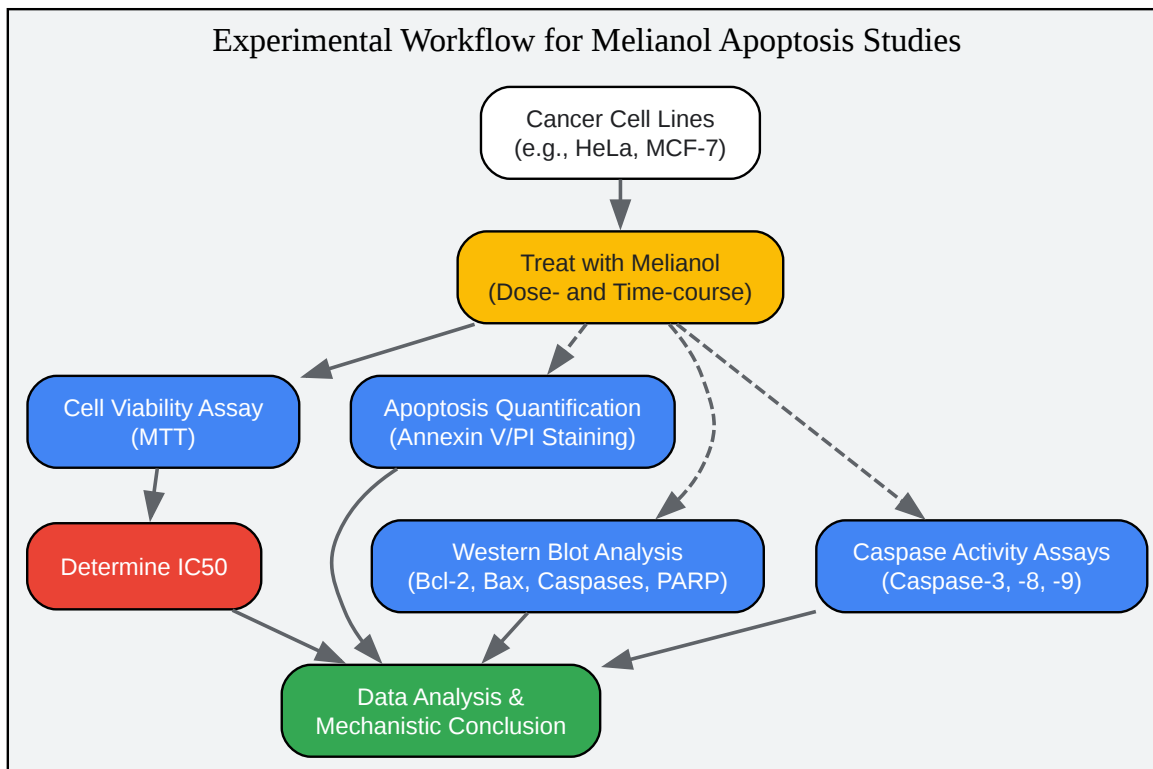 Experimental Workflow for Melianol Apoptosis Studies
Cancer Cell Lines
(e.g., HeLa, MCF-7)
Treat with Melianol
(Dose- and Time-course)
Cell Viability Assay
(MTT)
Apoptosis Quantification
(Annexin V/PI Staining)
Determine IC50
Western Blot Analysis
(Bcl-2, Bax, Caspases, PARP)
Caspase Activity Assays
(Caspase-3, -8, -9)
Data Analysis &
Mechanistic Conclusion